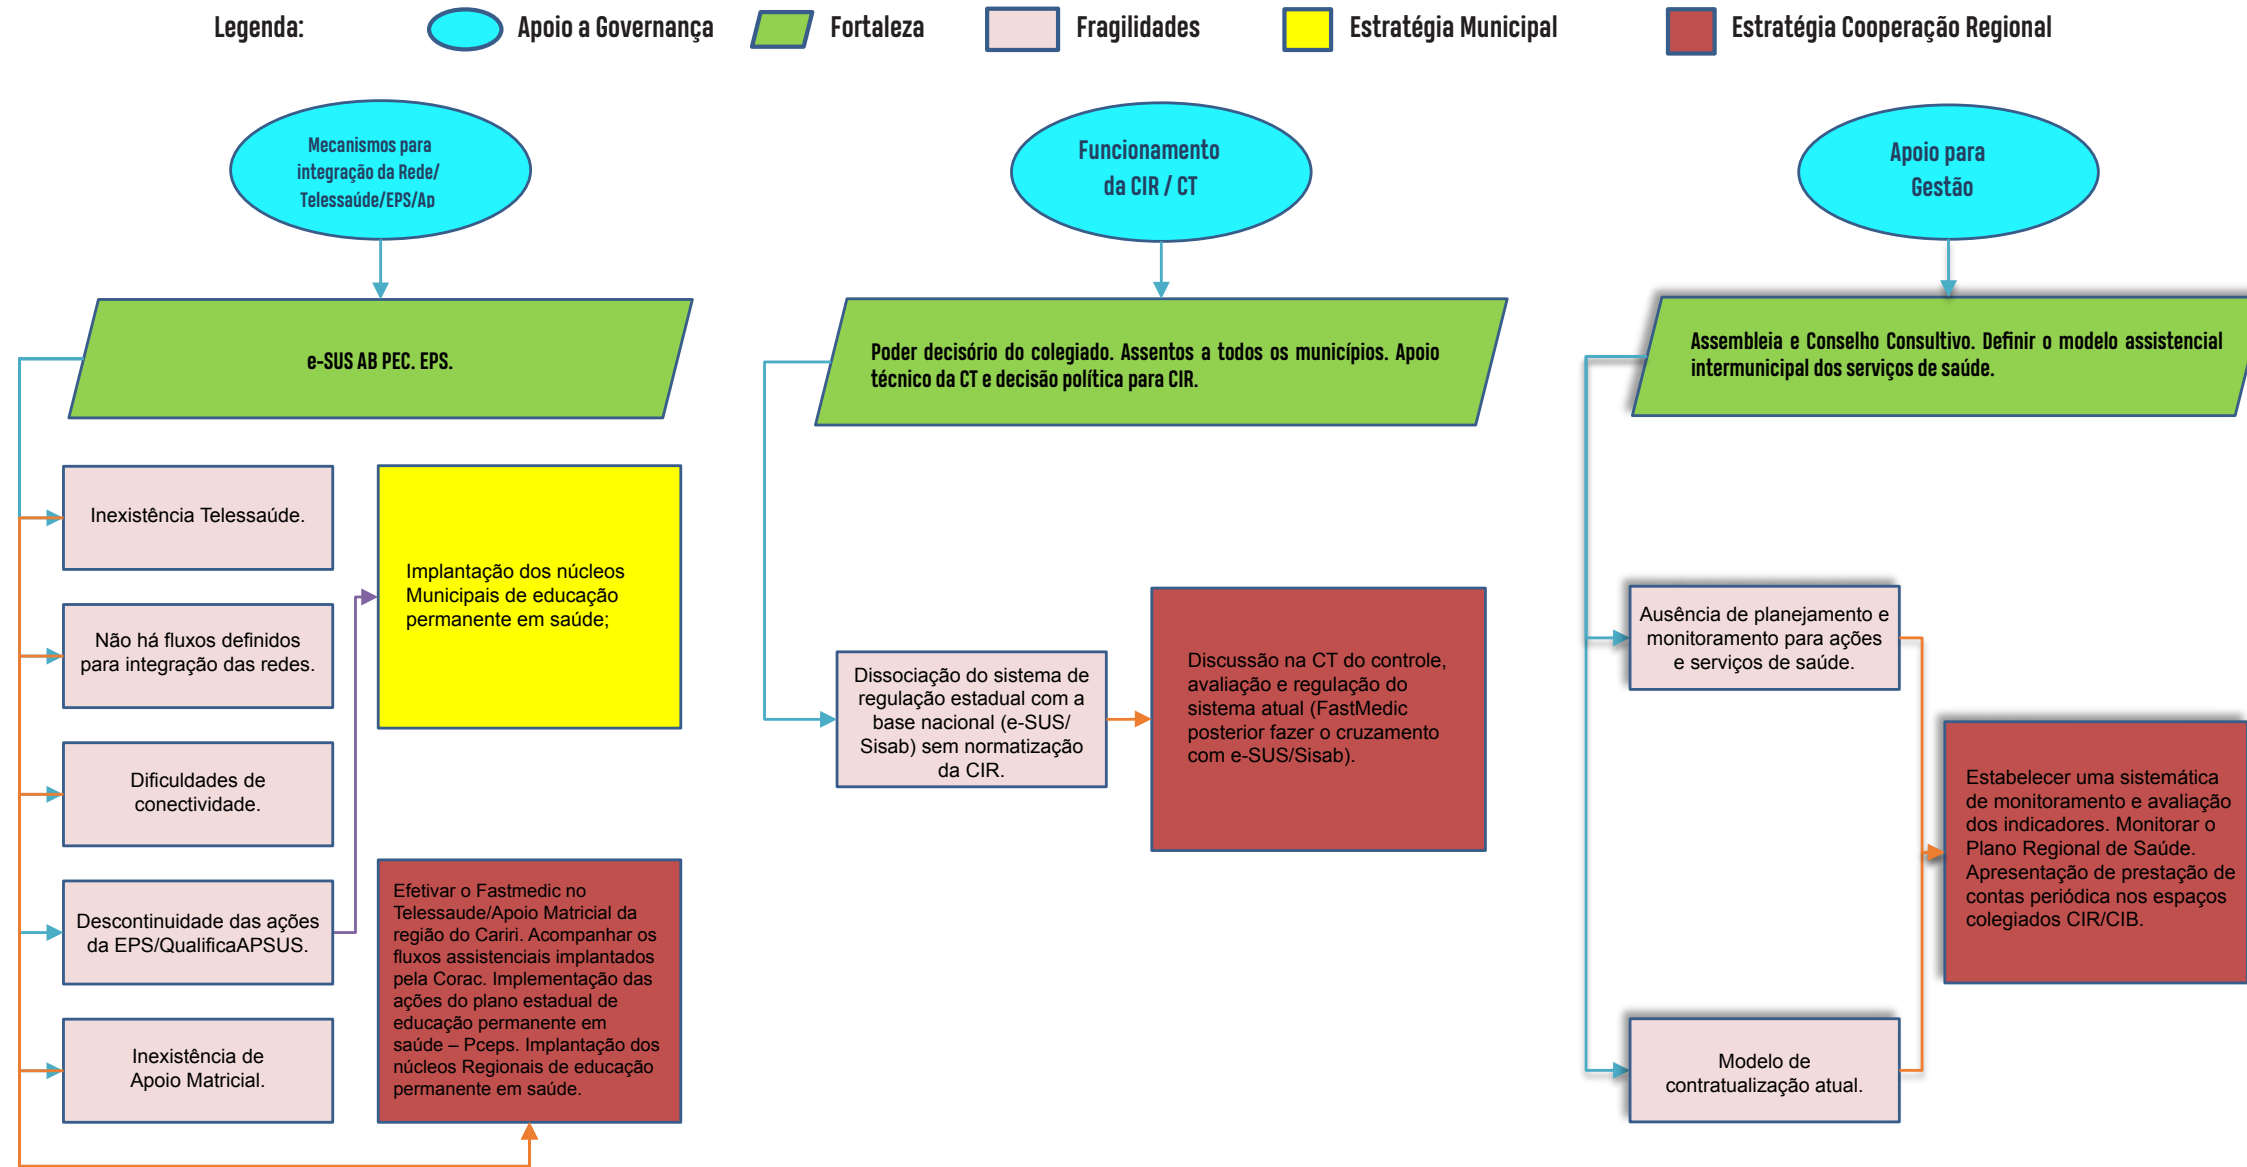 Legenda:
Apoio a Governança
Fortaleza
Fragilidades
Estratégia Municipal
Estratégia Cooperação Regional
Mecanismos para
integração da Rede/
Telessaúde/EPS/Ap
e-SUS AB PEC. EPS.
Inexistência Telessaúde.
Não há fluxos definidos
para integração das redes.
Dificuldades de
conectividade.
Descontinuidade das ações
da EPS/QualificaAPSUS.
Inexistência de
Apoio Matricial.
Implantação dos núcleos
Municipais de educação
permanente em saúde;
Efetivar o Fastmedic no
Telessaude/Apoio Matricial da
região do Cariri. Acompanhar os
fluxos assistenciais implantados
pela Corac. Implementação das
ações do plano estadual de
educação permanente em
saúde – Pceps. Implantação dos
núcleos Regionais de educação
permanente em saúde.
Funcionamento
da CIR / CT
Poder decisório do colegiado. Assentos a todos os municípios. Apoio
técnico da CT e decisão política para CIR.
Dissociação do sistema de
regulação estadual com a
base nacional (e-SUS/
Sisab) sem normatização
da CIR.
Discussão na CT do controle,
avaliação e regulação do
sistema atual (FastMedic
posterior fazer o cruzamento
com e-SUS/Sisab).
Apoio para
Gestão
Assembleia e Conselho Consultivo. Definir o modelo assistencial
intermunicipal dos serviços de saúde.
Ausência de planejamento e
monitoramento para ações
e serviços de saúde.
Modelo de
contratualização atual.
Estabelecer uma sistemática
de monitoramento e avaliação
dos indicadores. Monitorar o
Plano Regional de Saúde.
Apresentação de prestação de
contas periódica nos espaços
colegiados CIR/CIB.